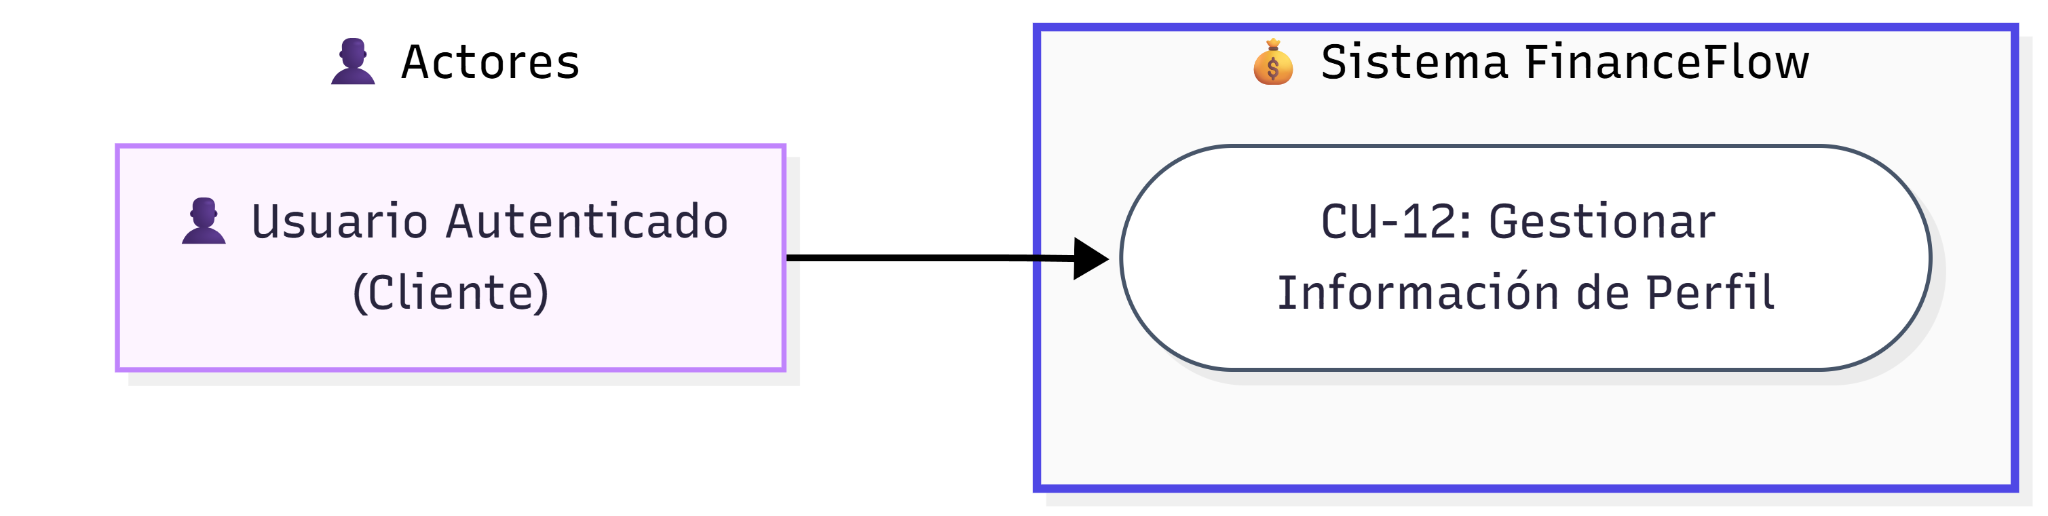 👤 Actores
💰 Sistema FinanceFlow
👤 Usuario Autenticado
(Cliente)
CU-12: Gestionar
Información de Perfil